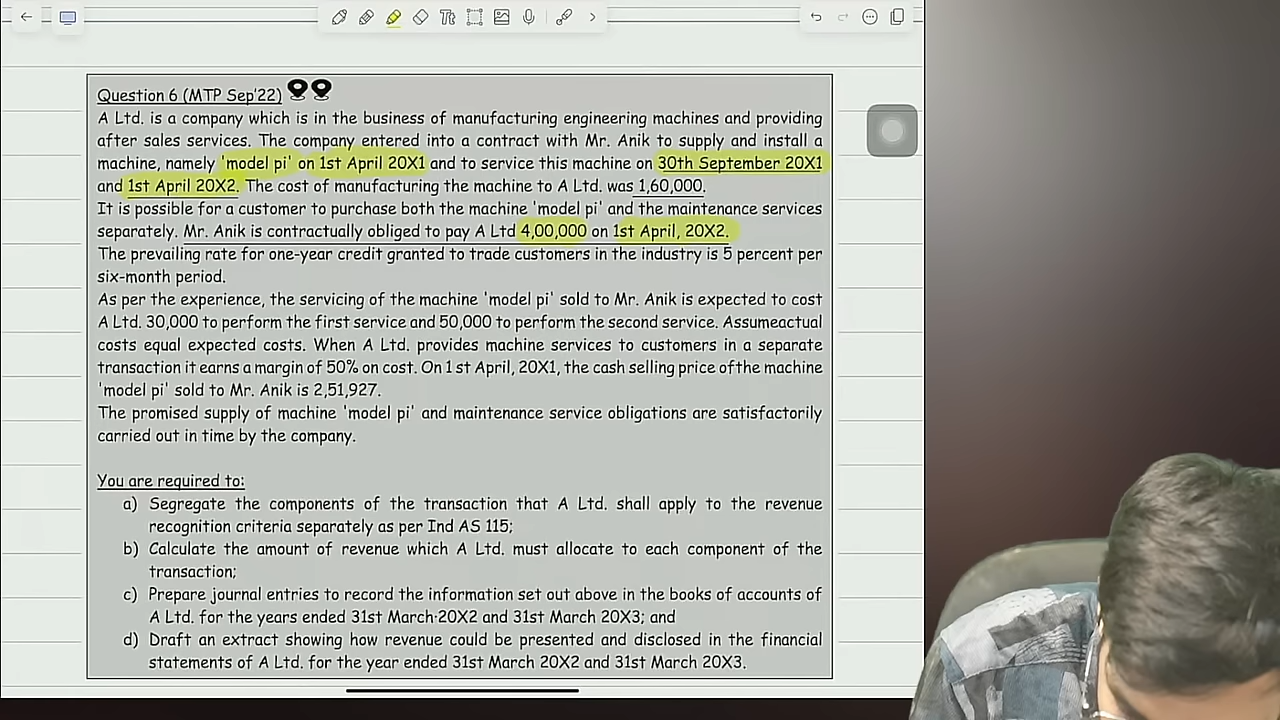 Tt
Question 6 (MTP Sep'22)
A Ltd. is a company which is in the business of manufacturing engineering machines and providing
after sales services. The company entered into a contract with Mr. Anik to supply and install a
machine, namely 'model pi' on 1st April 20X1 and to service this machine on 30th September 20X1
and 1st April 20X2. The cost of manufacturing the machine to A Ltd. was 1,60,000.
It is possible for a customer to purchase both the machine 'model pi' and the maintenance services
separately. Mr. Anik is contractually obliged to pay A Ltd 4,00,000 on 1st April, 20X2.
The prevailing rate for one-year credit granted to trade customers in the industry is 5 percent per
six-month period.
As per the experience, the servicing of the machine 'model pi' sold to Mr. Anik is expected to cost
A Ltd. 30,000 to perform the first service and 50,000 to perform the second service. Assumeactual
costs equal expected costs. When A Ltd. provides machine services to customers in a separate
transaction it earns a margin of 50% on cost. On 1 st April, 20X1, the cash selling price ofthe machine
'model pi' sold to Mr. Anik is 2,51,927.
The promised supply of machine 'model pi' and maintenance service obligations are satisfactorily
carried out in time by the company.
You are required to:
a) Segregate the components of the transaction that A Ltd. shall apply to the revenue
recognition criteria separately as per Ind AS 115;
b) Calculate the amount of revenue which A Ltd. must allocate to each component of the
transaction;
c) Prepare journal entries to record the information set out above in the books of accounts of
A Ltd. for the years ended 31st March·20X2 and 31st March 20X3; and
d) Draft an extract showing how revenue could be presented and disclosed in the financial
statements of A Ltd. for the year ended 31st March 20X2 and 31st March 20X3.